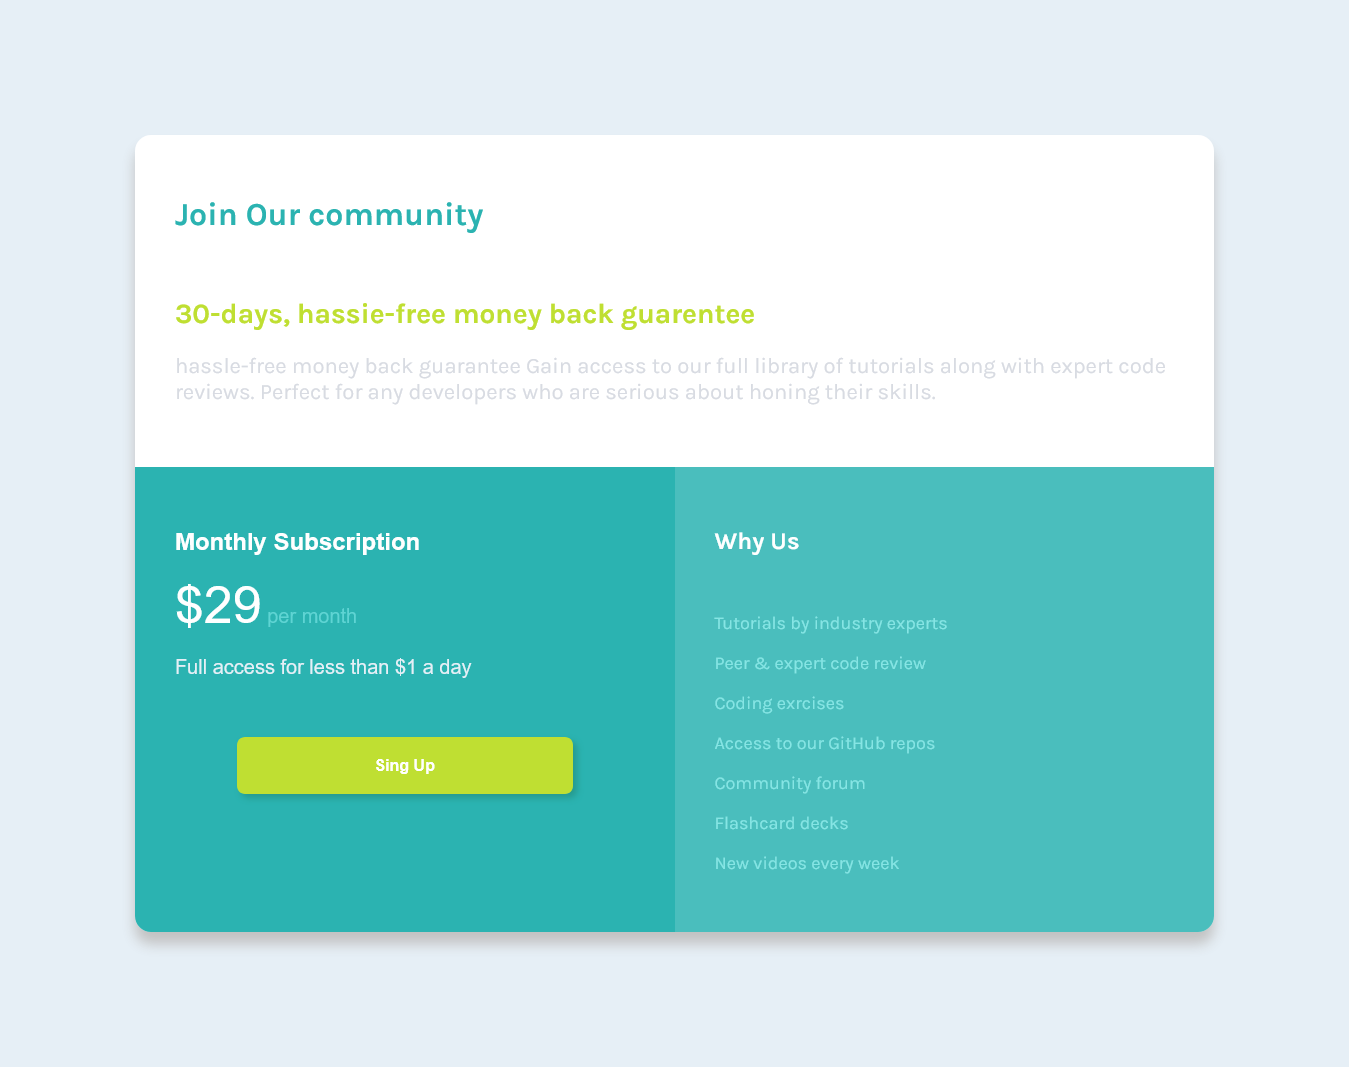 Join Our community
30-days, hassie-free money back guarentee
hassle-free money back guarantee Gain access to our full library of tutorials along with expert code
reviews. Perfect for any developers who are serious about honing their skills.
Monthly Subscription
$29 per month
Full access for less than $1 a day
Sing Up
Why Us
Tutorials by industry experts
Peer & expert code review
Coding exrcises
Access to our GitHub repos
Community forum
Flashcard decks
New videos every week